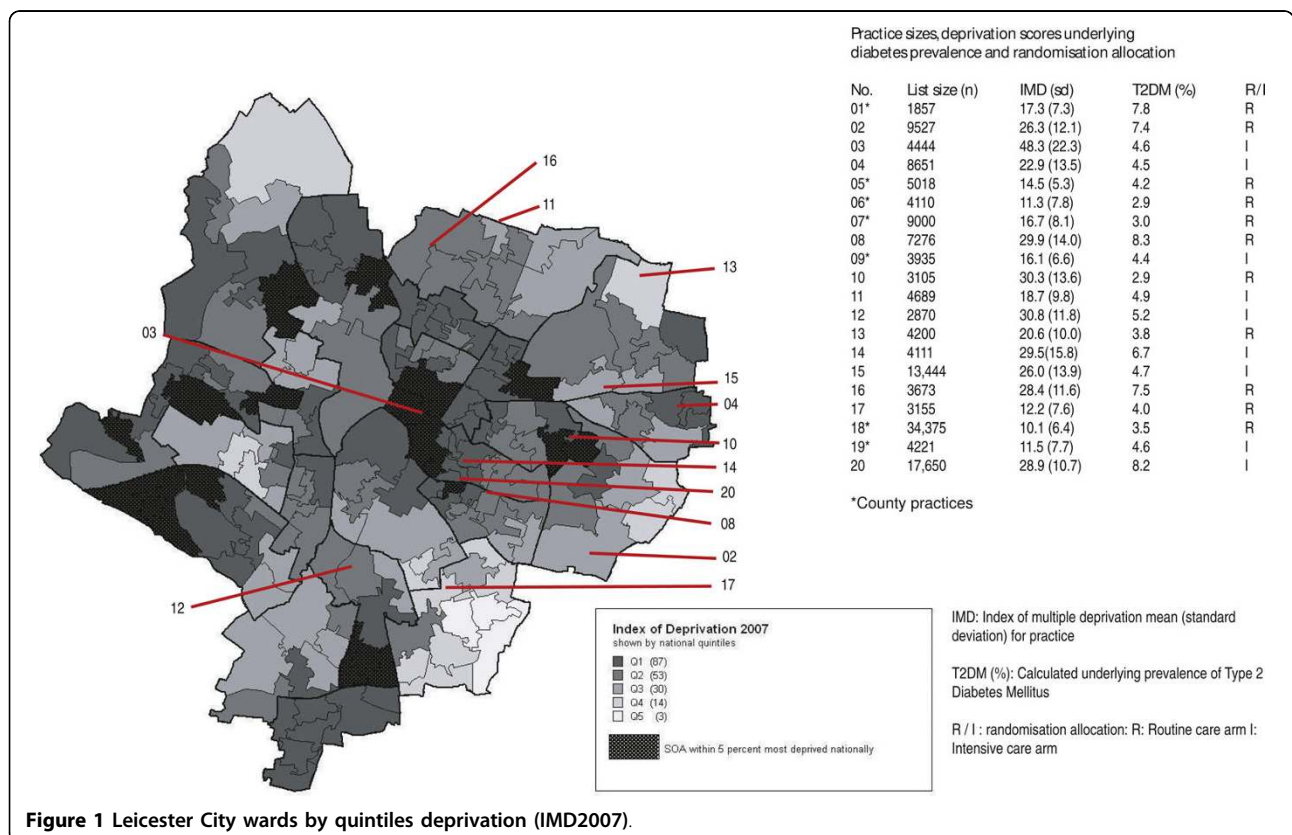 Practice sizes, deprivation scores underlying
diabetes prevalence and randomisation allocation
No. List size (n) IMD (sd) T2DM (%) R/I
01* 1857 17.3 (7.3) 7.8 R
02 9527 26.3 (12.1) 7.4 R
03 4444 48.3 (22.3) 4.6 I
04 8651 22.9 (13.5) 4.5 I
05* 5018 14.5 (5.3) 4.2 R
06* 4110 11.3 (7.8) 2.9 R
07* 9000 16.7 (8.1) 3.0 R
08 7276 29.9 (14.0) 8.3 R
09* 3935 16.1 (6.6) 4.4 I
10 3105 30.3 (13.6) 2.9 R
11 4689 18.7 (9.8) 4.9 I
12 2870 30.8 (11.8) 5.2 I
13 4200 20.6 (10.0) 3.8 R
14 4111 29.5(15.8) 6.7 I
15 13,444 26.0 (13.9) 4.7 I
16 3673 28.4 (11.6) 7.5 R
17 3155 12.2 (7.6) 4.0 R
18* 34,375 10.1 (6.4) 3.5 R
19* 4221 11.5 (7.7) 4.6 I
20 17,650 28.9 (10.7) 8.2 I
*County practices
16
11
13
03
15
04
10
14
20
08
02
17
12
Index of Deprivation 2007
shown by national quintiles
Q1 (87)
Q2 (53)
Q3 (30)
Q4 (14)
Q5 (3)
SOA within 5 percent most deprived nationally
IMD: Index of multiple deprivation mean (standard
deviation) for practice
T2DM (%): Calculated underlying prevalence of Type 2
Diabetes Mellitus
R / I : randomisation allocation: R: Routine care arm I:
Intensive care arm
Figure 1 Leicester City wards by quintiles deprivation (IMD2007).